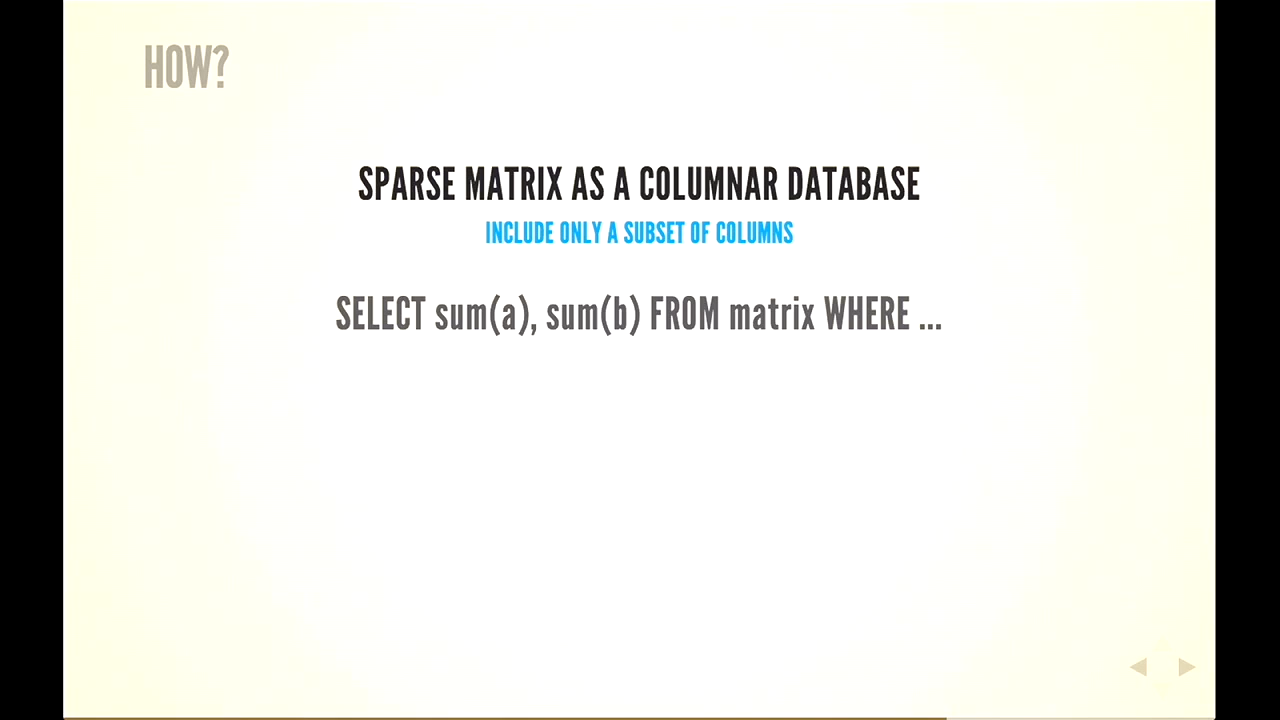 HOW?
SPARSE MATRIX AS A COLUMNAR DATABASE
INCLUDE ONLY A SUBSET OF COLUMNS
SELECT sum(a), sum(b) FROM matrix WHERE ...